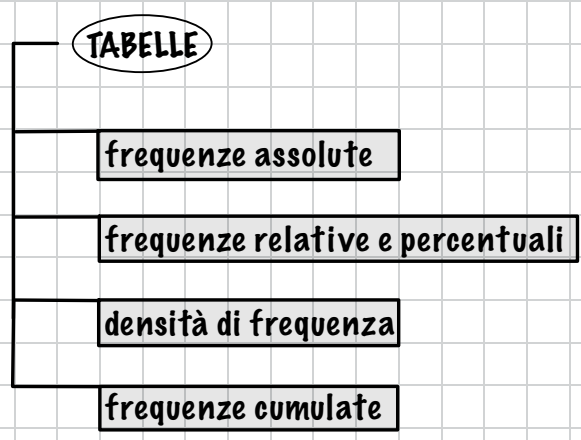 TABELLE
frequenze assolute
frequenze relative e percentuali
densità di frequenza
frequenze cumulate